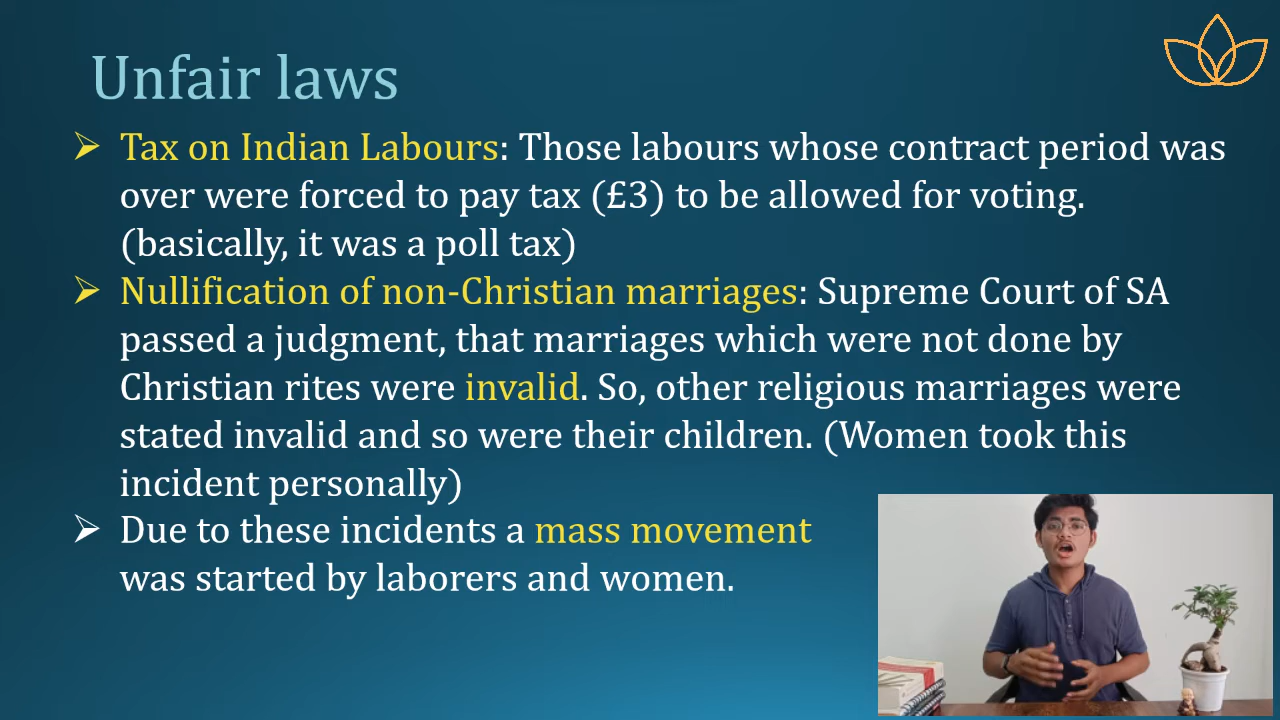 Unfair laws
➢ Tax on Indian Labours: Those labours whose contract period was
over were forced to pay tax (£3) to be allowed for voting.
(basically, it was a poll tax)
➢ Nullification of non-Christian marriages: Supreme Court of SA
passed a judgment, that marriages which were not done by
Christian rites were invalid. So, other religious marriages were
stated invalid and so were their children. (Women took this
incident personally)
➢ Due to these incidents a mass movement
was started by laborers and women.